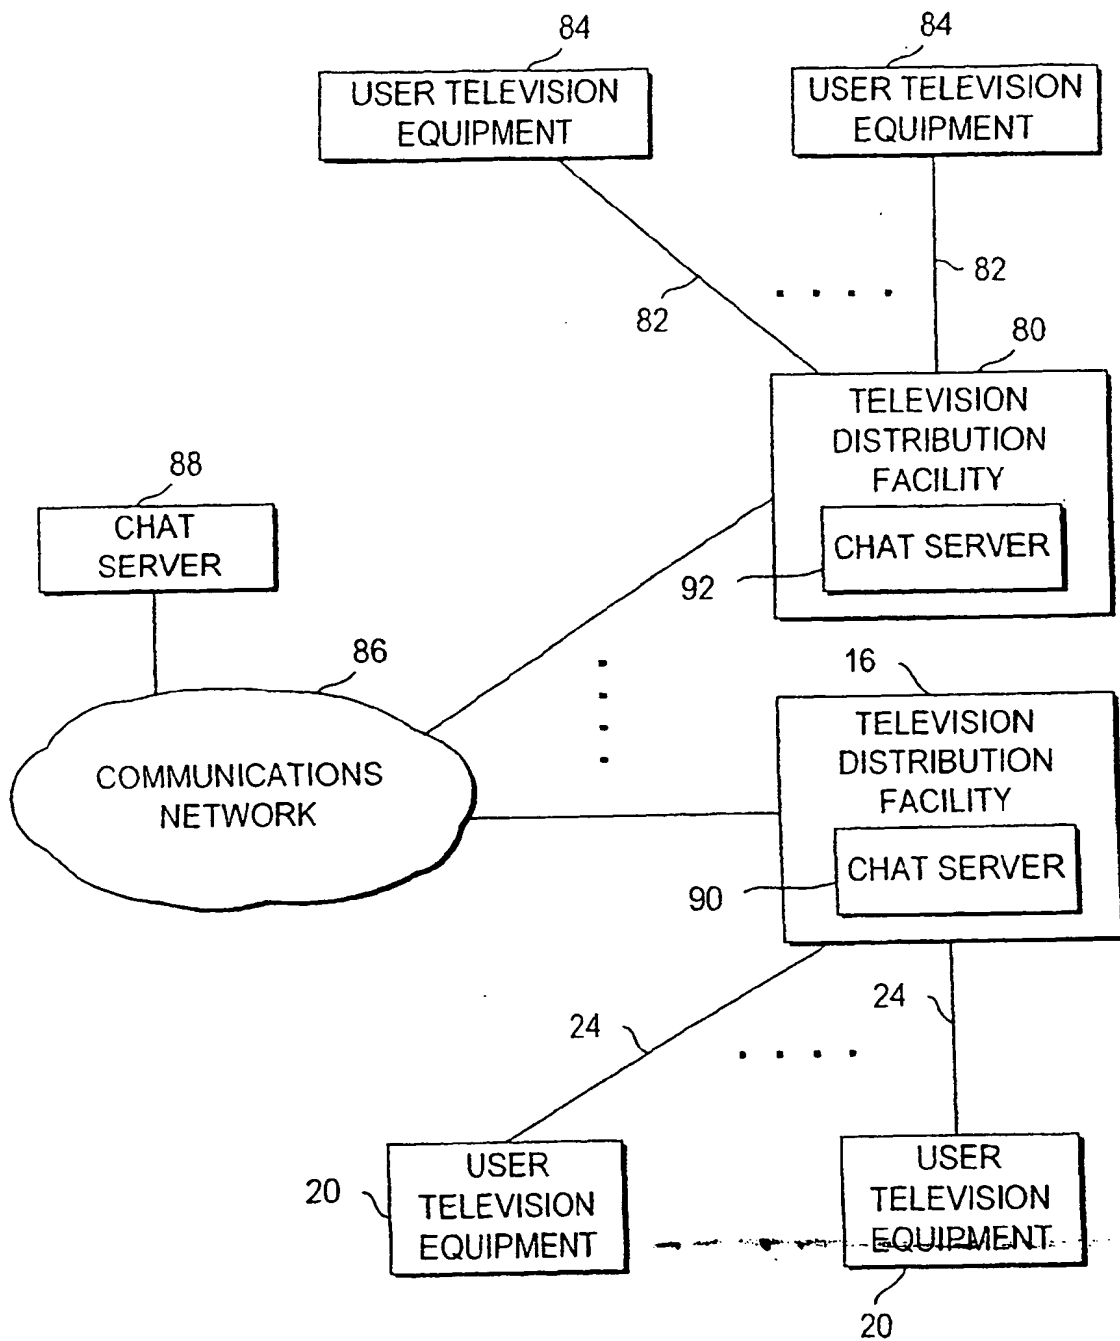 84
84
USER TELEVISION
EQUIPMENT
USER TELEVISION
EQUIPMENT
82
82
80
TELEVISION
DISTRIBUTION
FACILITY
CHAT SERVER
92
88
CHAT
SERVER
86
COMMUNICATIONS
NETWORK
16
TELEVISION
DISTRIBUTION
FACILITY
CHAT SERVER
90
24
24
20
USER
TELEVISION
EQUIPMENT
USER
TELEVISION
EQUIPMENT
20